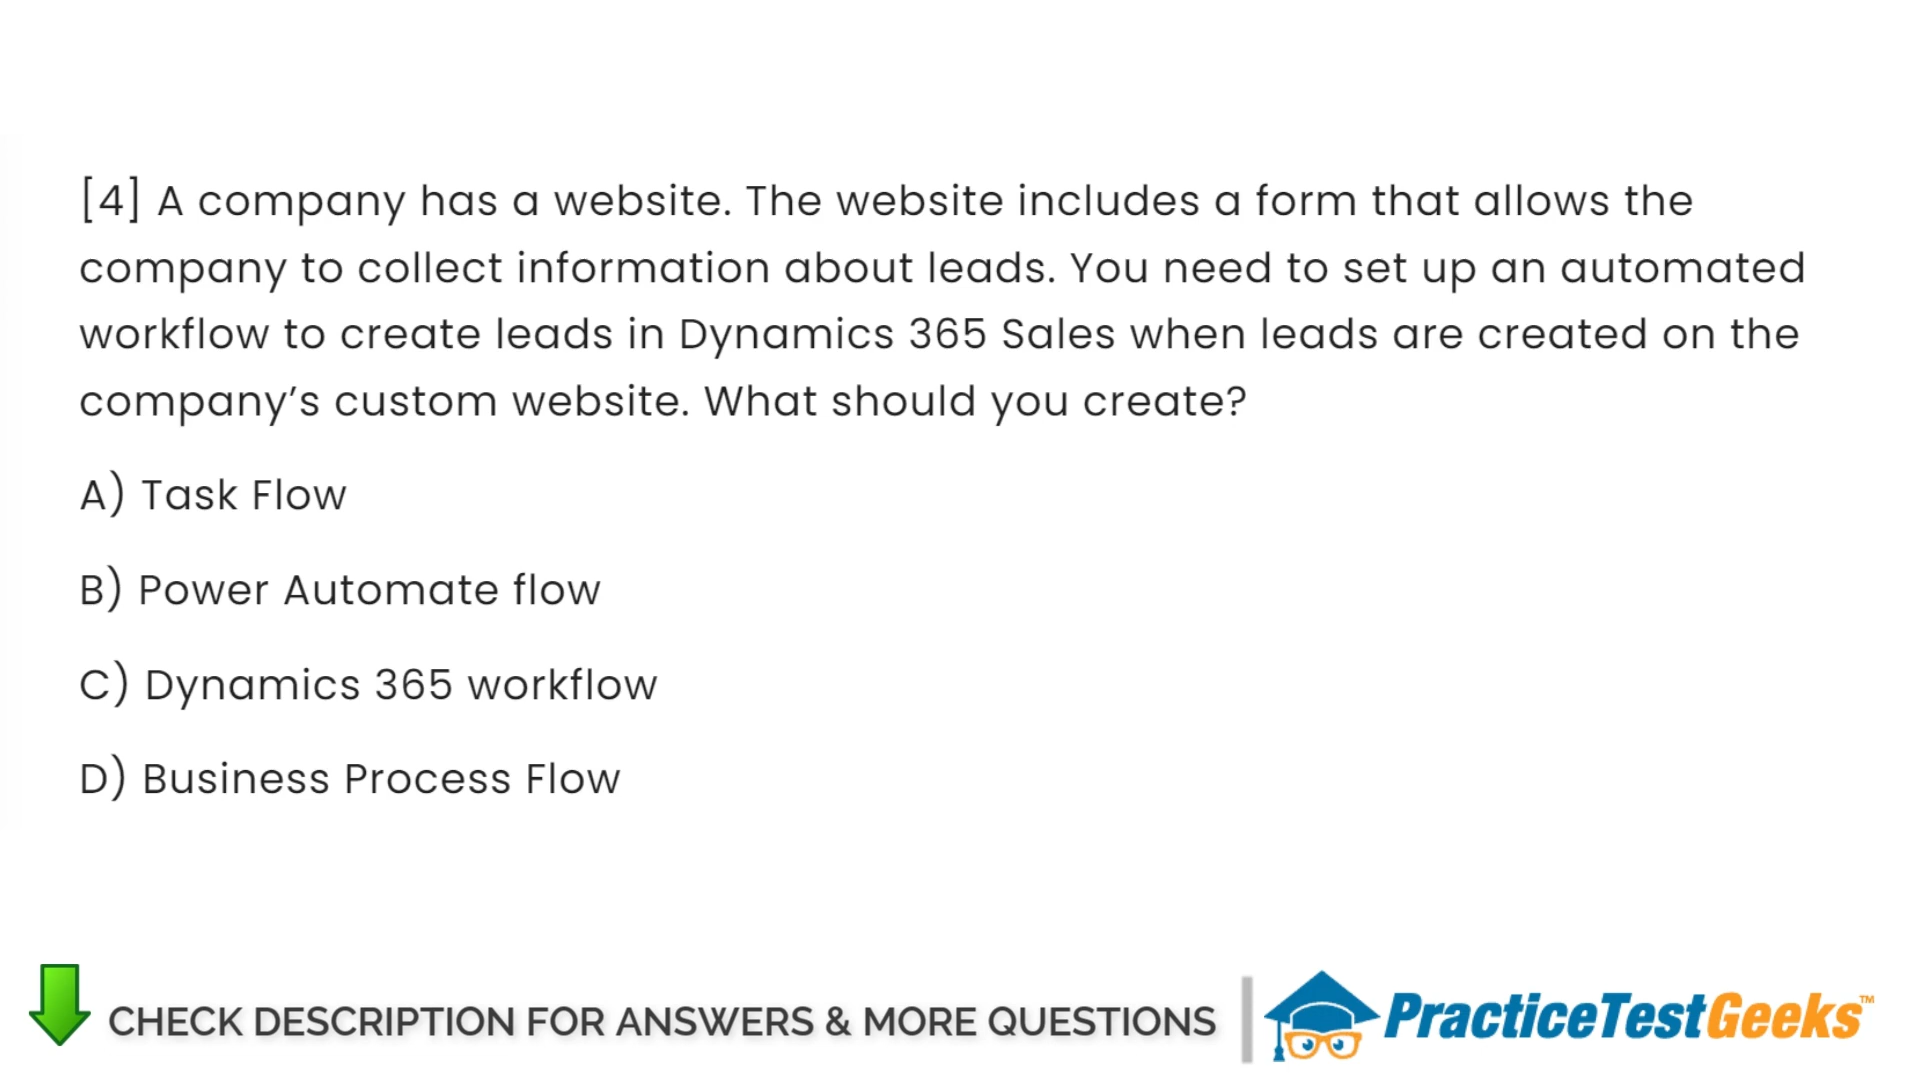 [4] A company has a website. The website includes a form that allows the
company to collect information about leads. You need to set up an automated
workflow to create leads in Dynamics 365 Sales when leads are created on the
company’s custom website. What should you create?
A) Task Flow
B) Power Automate flow
C) Dynamics 365 workflow
D) Business Process Flow
CHECK DESCRIPTION FOR ANSWERS & MORE QUESTIONS
PracticeTestGeeks™